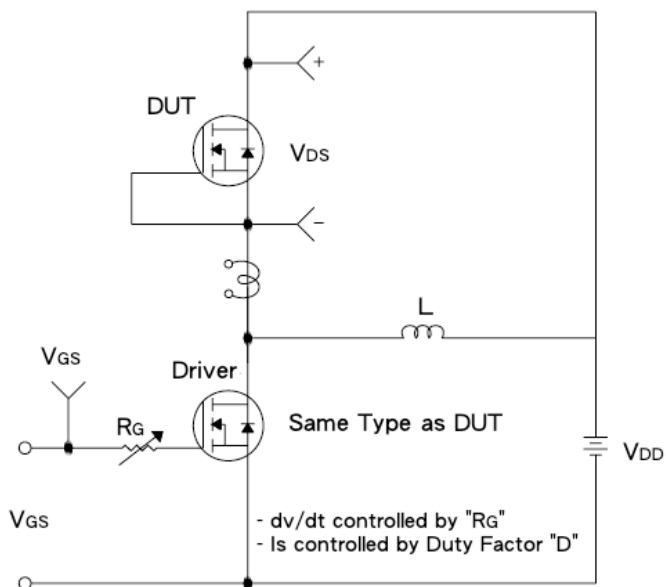 +
DUT
VDS
-
L
VGS
Driver
RG
Same Type as DUT
VDD
VGS
- dv/dt controlled by "RG"
- Is controlled by Duty Factor "D"